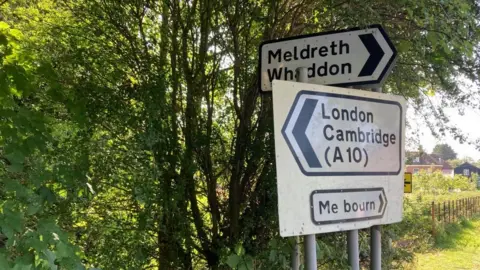 Meldreth
Whaddon
London
Cambridge
(A10)
Me bourn